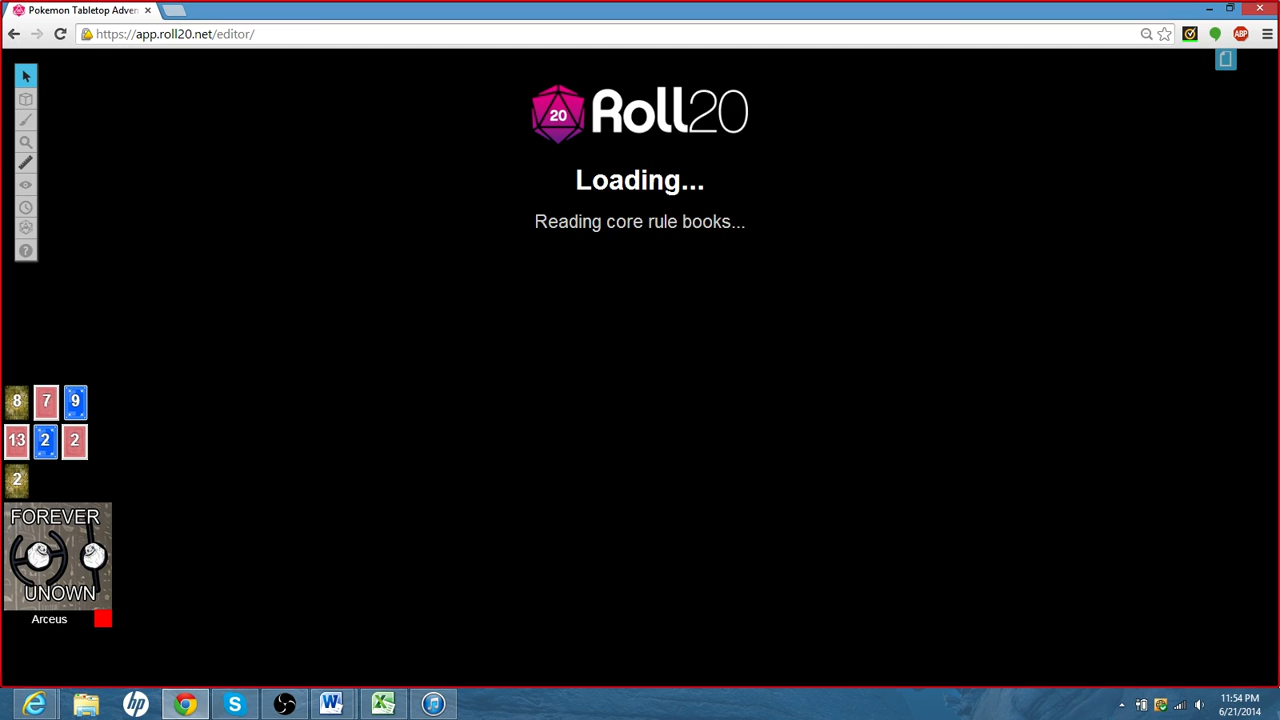 Pokemon Tabletop Adven
https://app.roll20.net/editor/
ABP
20 Roll20
Loading...
Reading core rule books...
8 7 9
13 2 2
2
FOREVER
UNOWN
Arceus
11:54 PM
6/21/2014